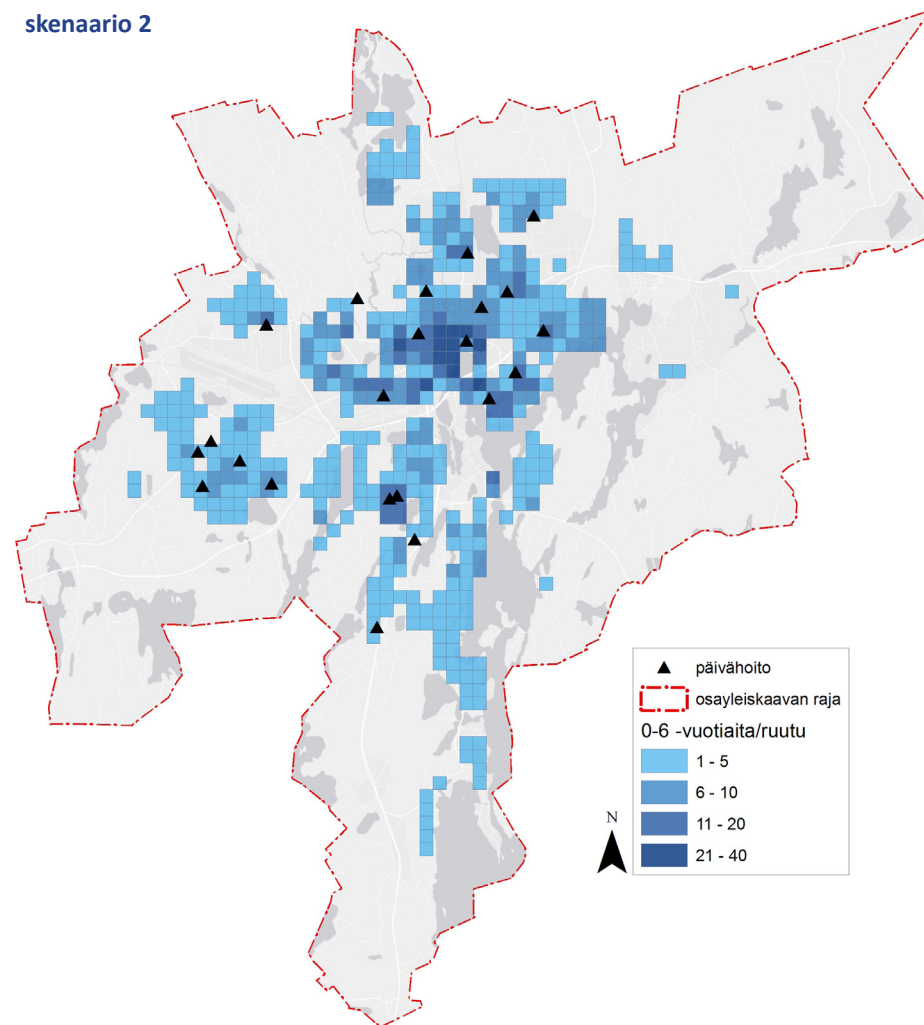 skenaario 2
päivähoito
osayleiskaavan raja
0-6 -vuotiaita/ruutu
1 - 5
6 - 10
11 - 20
21 - 40
N